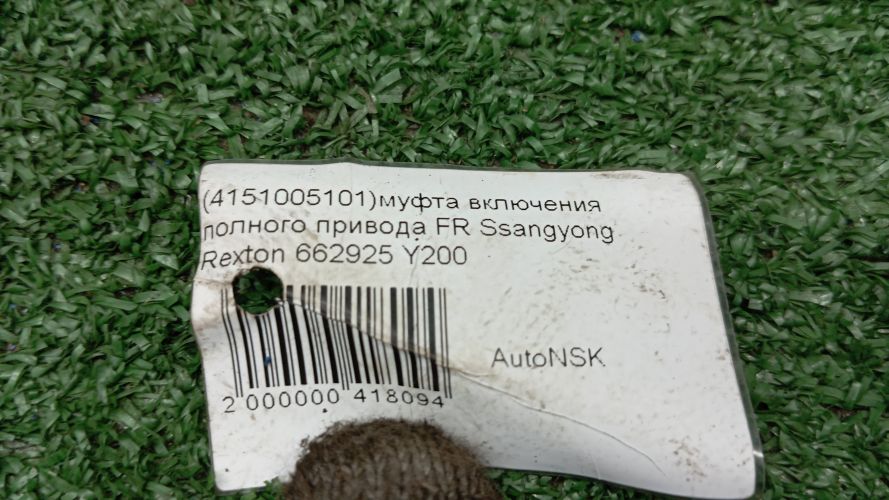 (4151005101)муфта включения
полного привода FR Ssangyong
Rexton 662925 Y200
AutoNSK
2 000000 418094